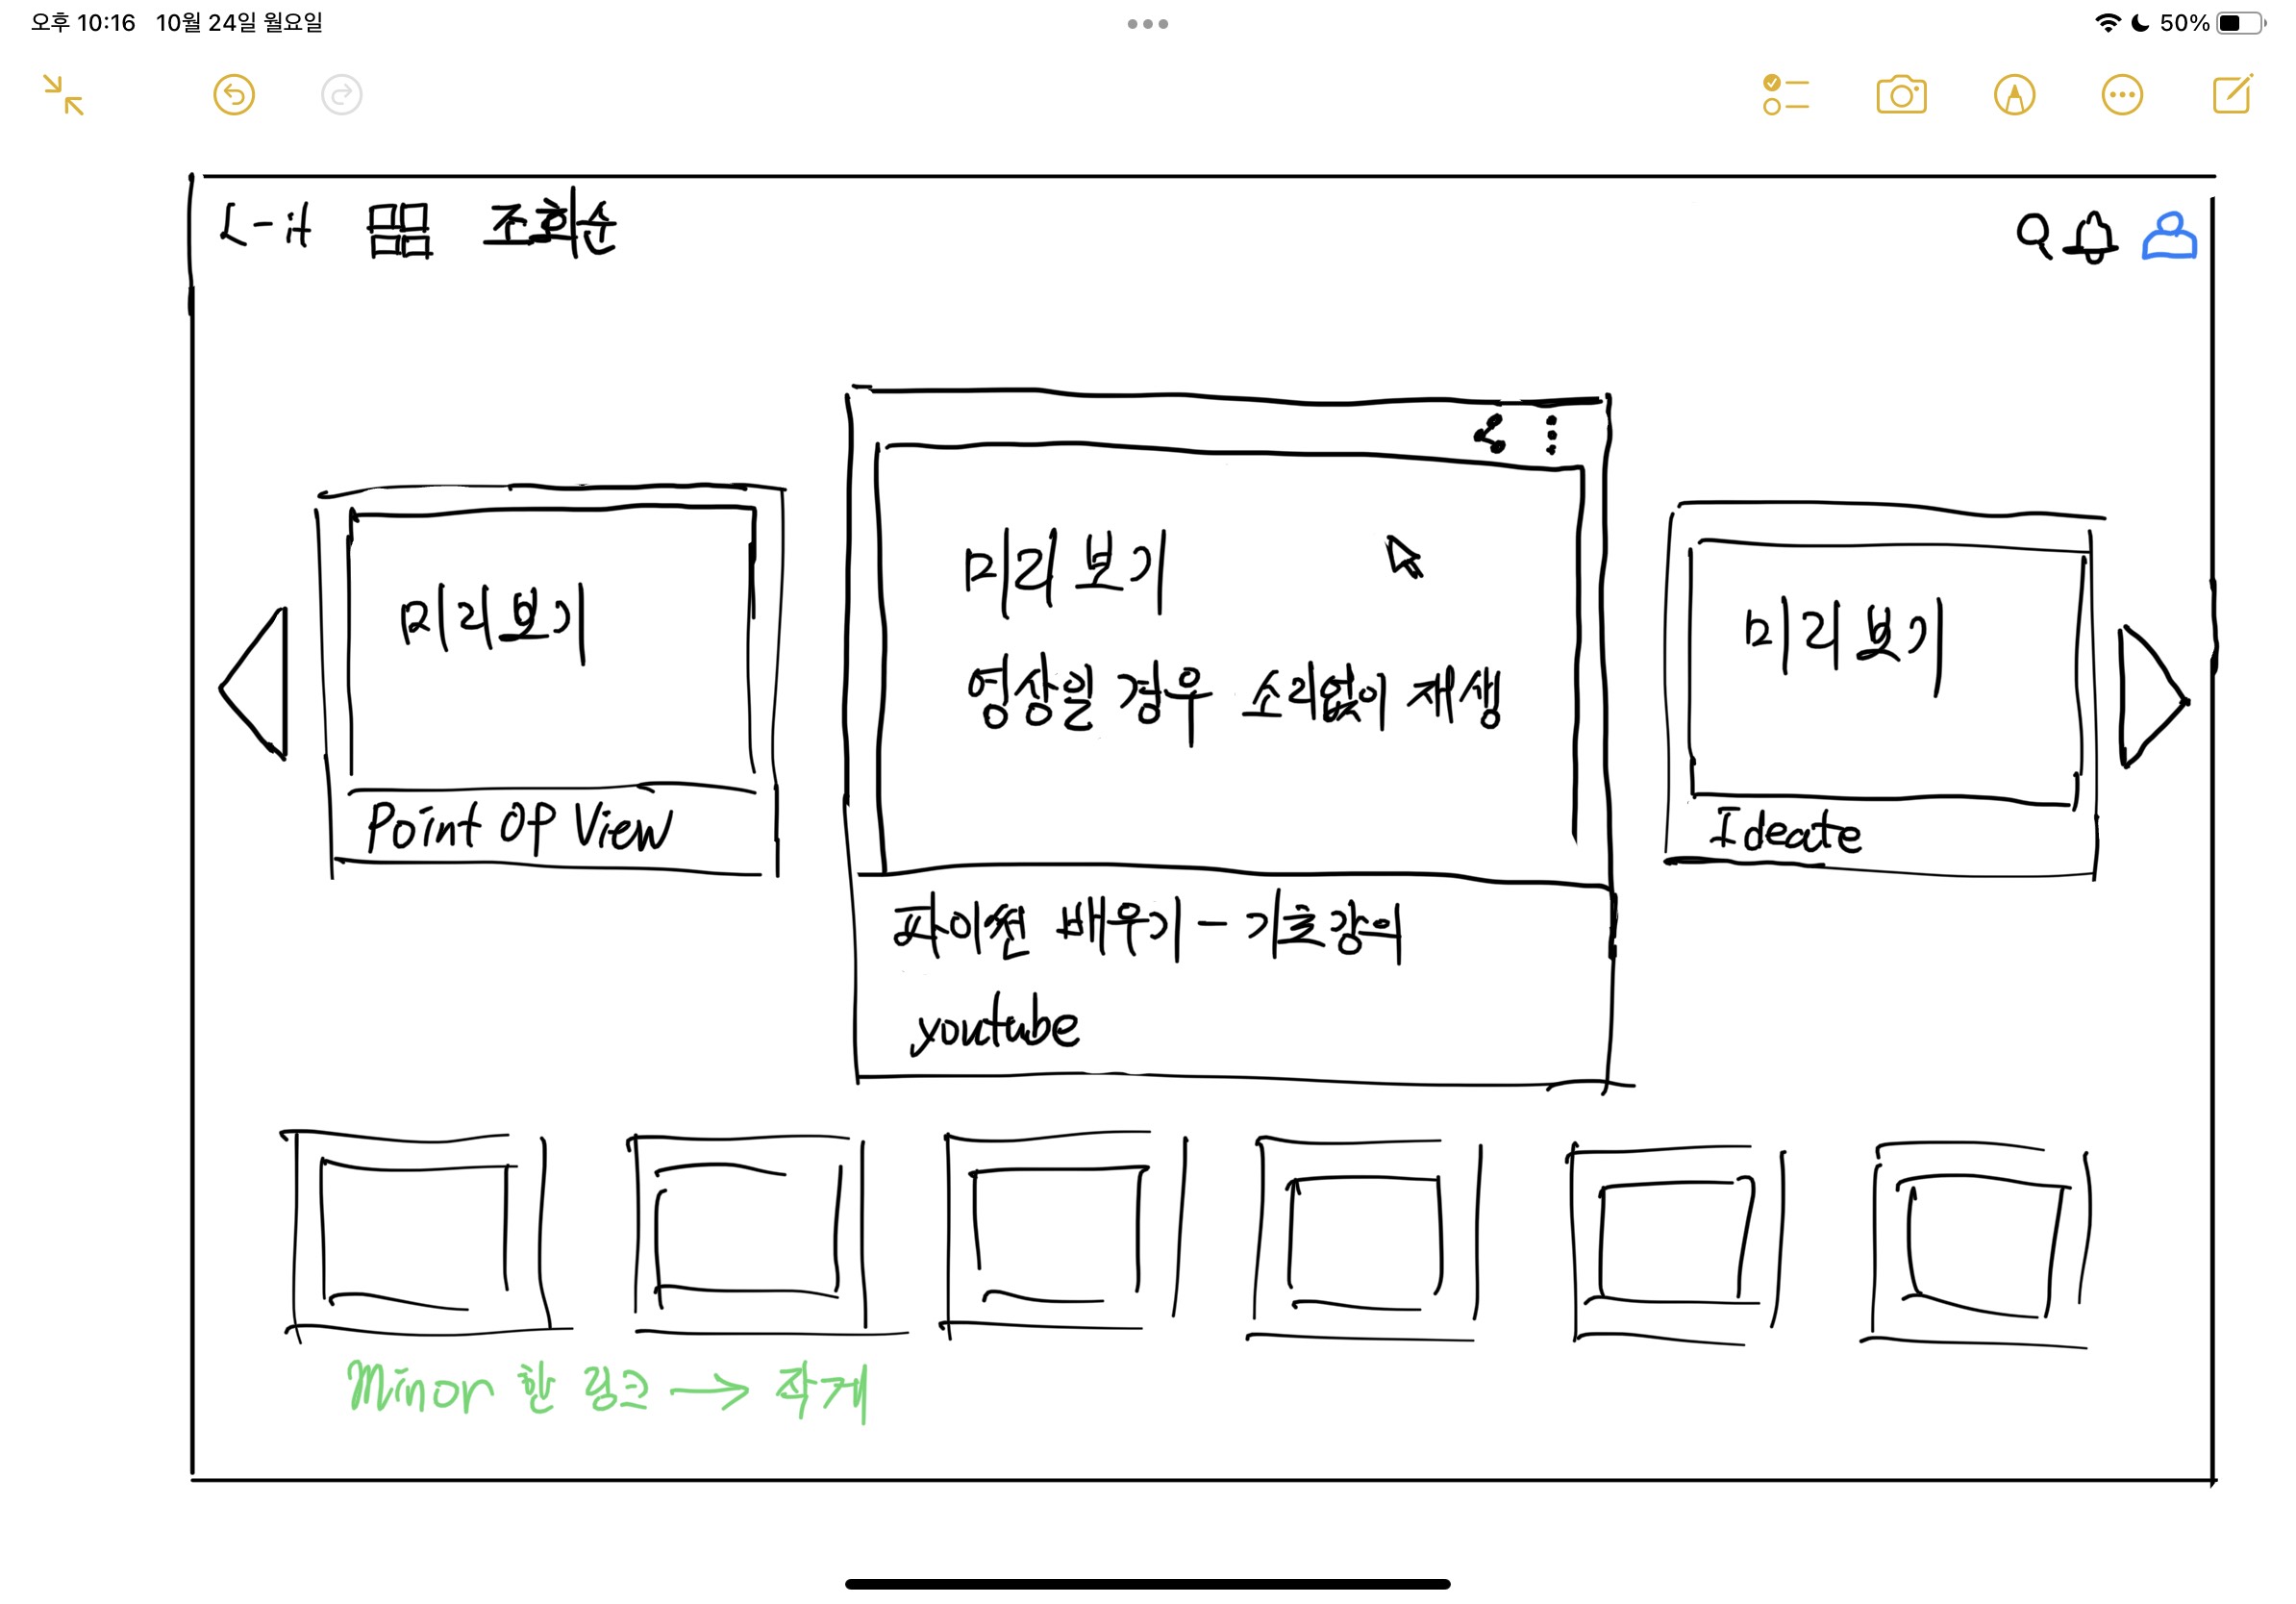 오후 10:16 10월 24일 월요일
50%
L-it 조회순
미리보기
Point Of View
미리보기
영상일 경우 소리없이 재생
파이썬 배우기 - 기초강의
youtube
미리보기
Ideate
Minor 한 링크 → 작게